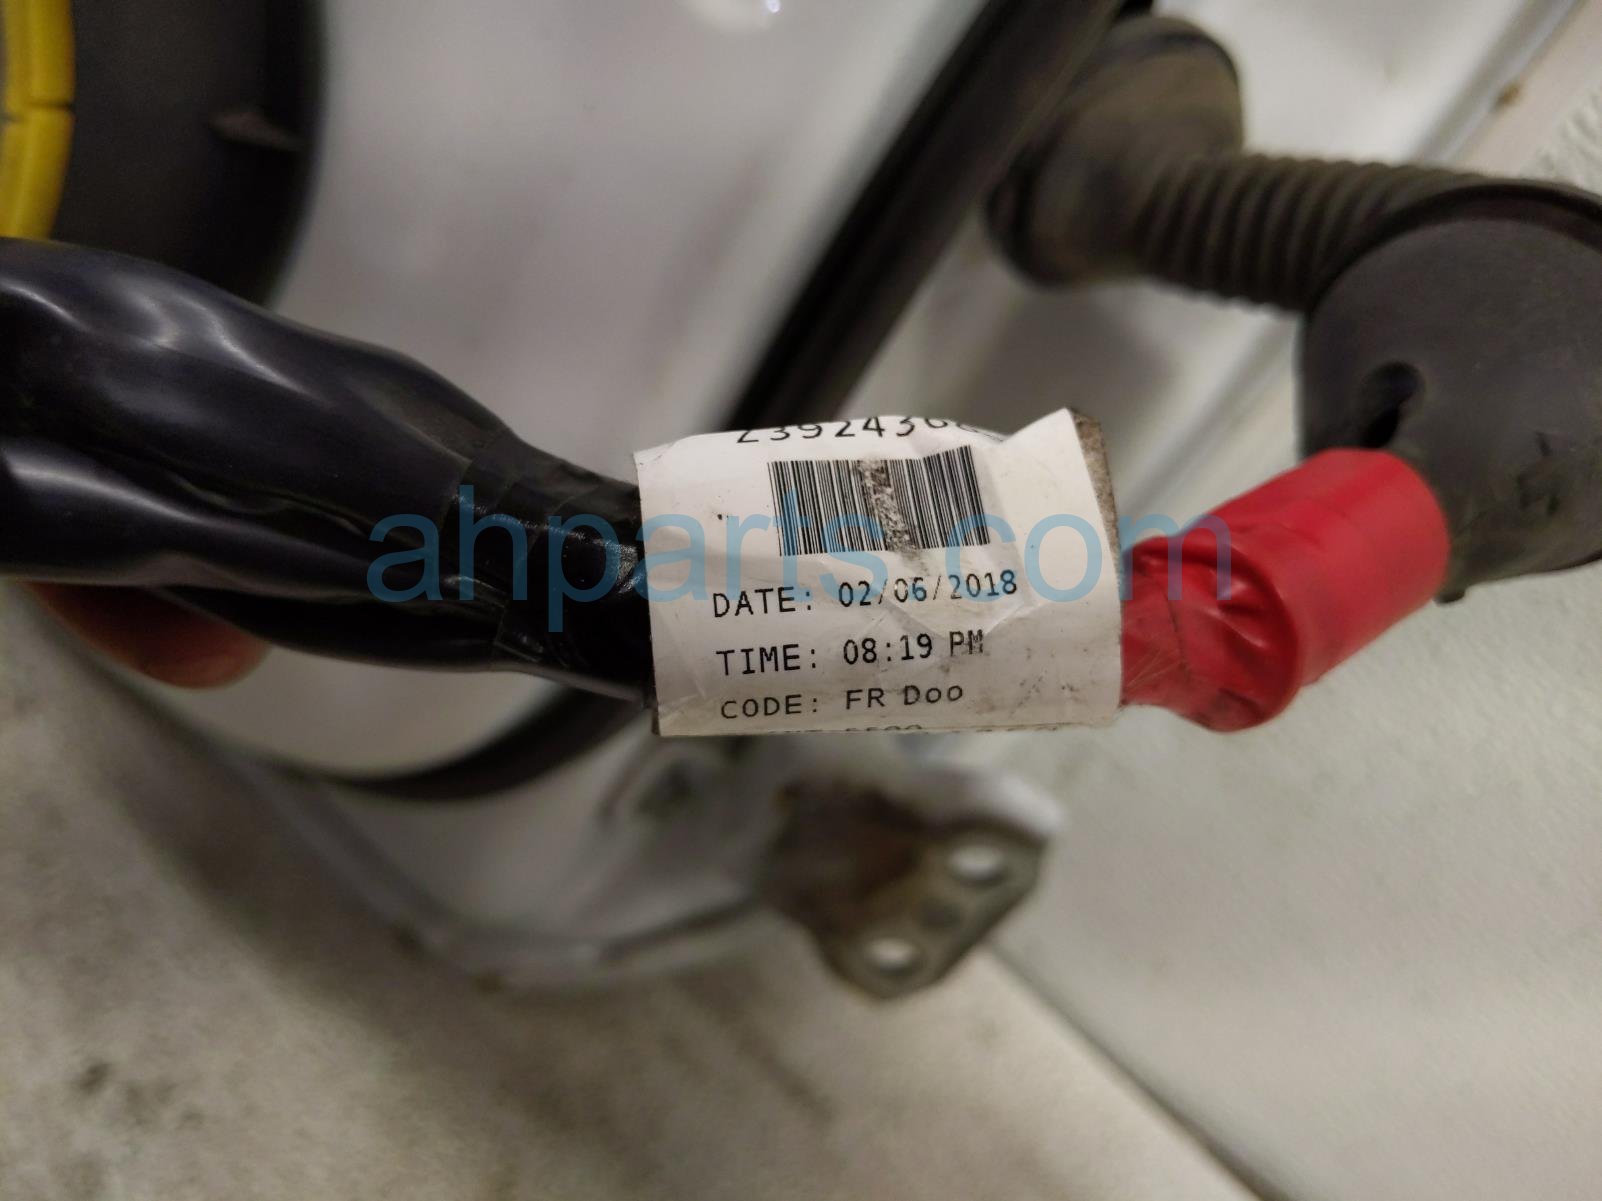 DATE: 02/06/2018
TIME: 08:19 PM
CODE: FR Doo
ahparts.com